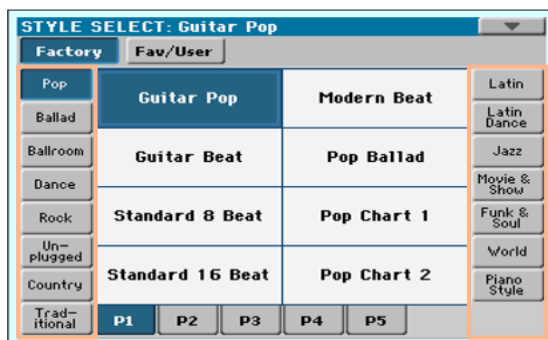 STYLE SELECT: Guitar Pop
Factory
Fav/User
Pop
Ballad
Ballroom
Dance
Rock
Un-
plugged
Country
Trad-
itional
Guitar Pop
Modern Beat
Guitar Beat
Pop Ballad
Standard 8 Beat
Pop Chart 1
Standard 16 Beat
Pop Chart 2
P1
P2
P3
P4
P5
Latin
Latin
Dance
Jazz
Movie &
Show
Funk &
Soul
World
Piano
Style